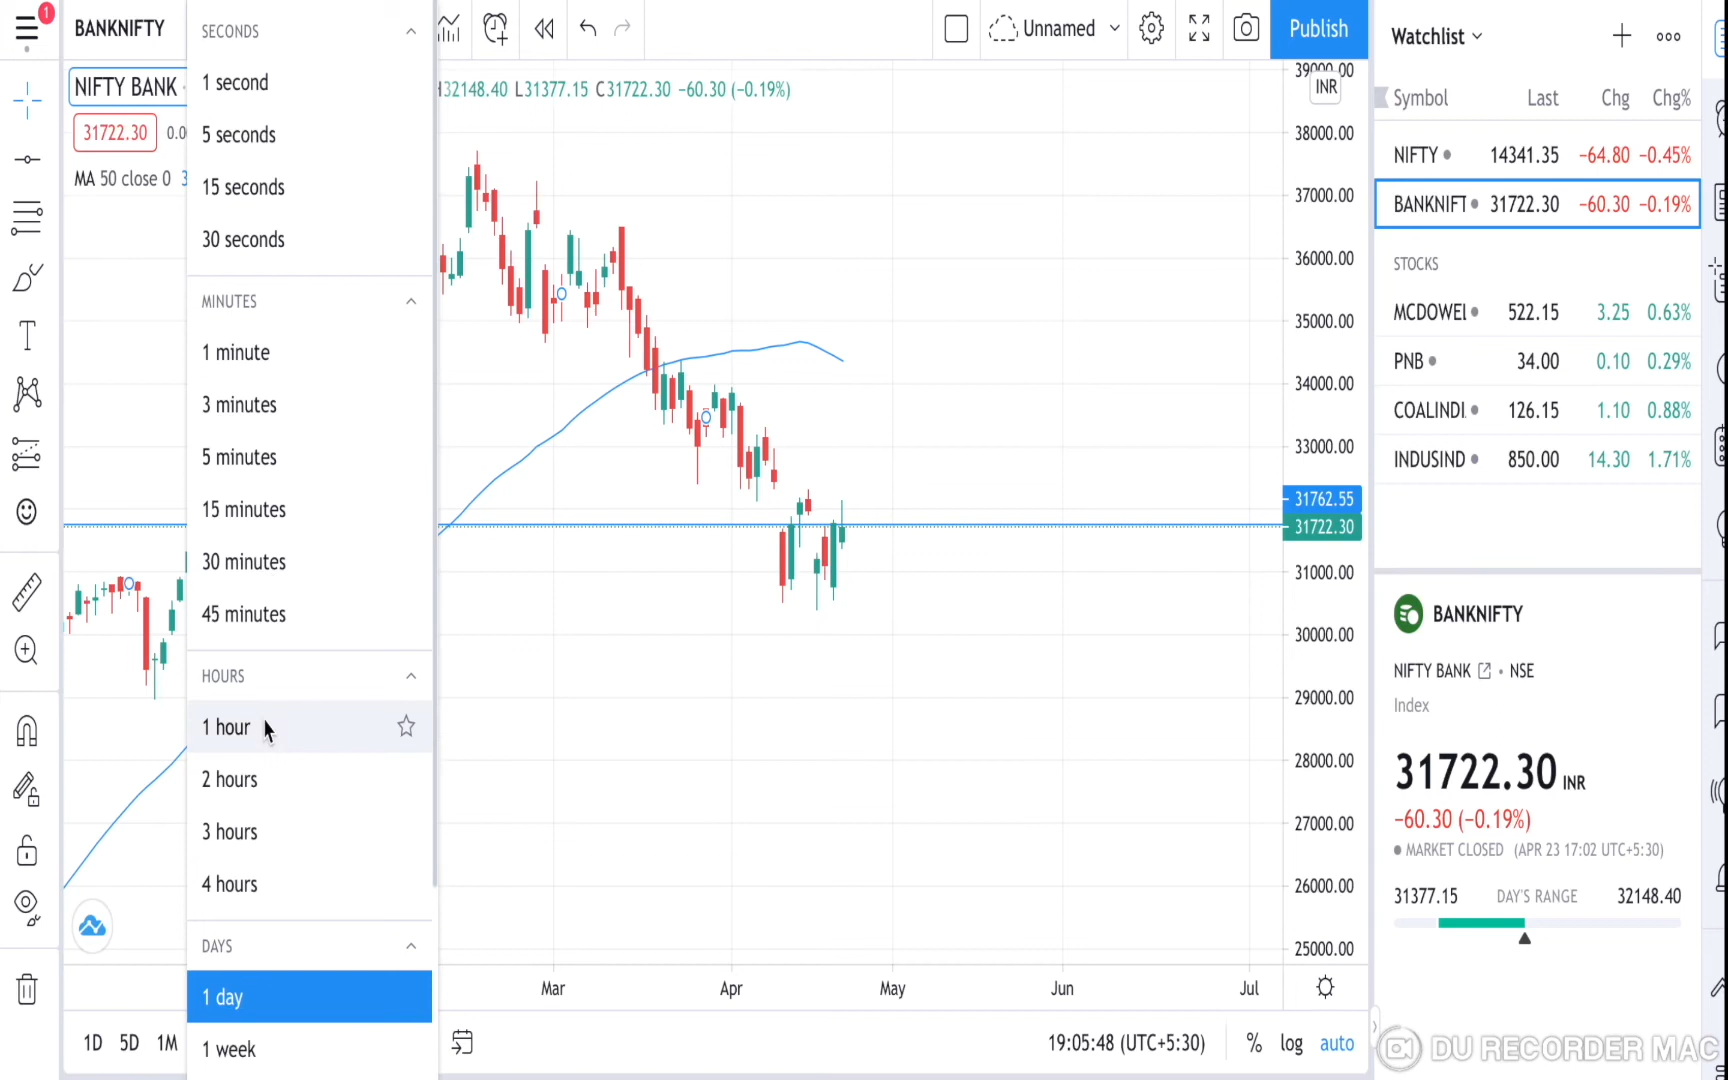 1
BANKNIFTY
Unnamed
Publish
NIFTY BANK
H32148.40 L31377.15 C31722.30 −60.30 (−0.19%)
31722.30 0.0
MA 50 close 0 3
SECONDS
1 second
5 seconds
15 seconds
30 seconds
MINUTES
1 minute
3 minutes
5 minutes
15 minutes
30 minutes
45 minutes
HOURS
1 hour
2 hours
3 hours
4 hours
DAYS
1 day
1 week
39000.00
INR
38000.00
37000.00
36000.00
35000.00
34000.00
33000.00
31762.55
31722.30
31000.00
30000.00
29000.00
28000.00
27000.00
26000.00
25000.00
Mar Apr May Jun Jul
1D 5D 1M
19:05:48 (UTC+5:30) % log auto
Watchlist
Symbol Last Chg Chg%
NIFTY 14341.35 −64.80 −0.45%
BANKNIFT 31722.30 −60.30 −0.19%
STOCKS
MCDOWEL 522.15 3.25 0.63%
PNB 34.00 0.10 0.29%
COALINDI 126.15 1.10 0.88%
INDUSIND 850.00 14.30 1.71%
BANKNIFTY
NIFTY BANK • NSE
Index
31722.30 INR
−60.30 (−0.19%)
MARKET CLOSED (APR 23 17:02 UTC+5:30)
31377.15 DAY'S RANGE 32148.40
DU RECORDER MAC